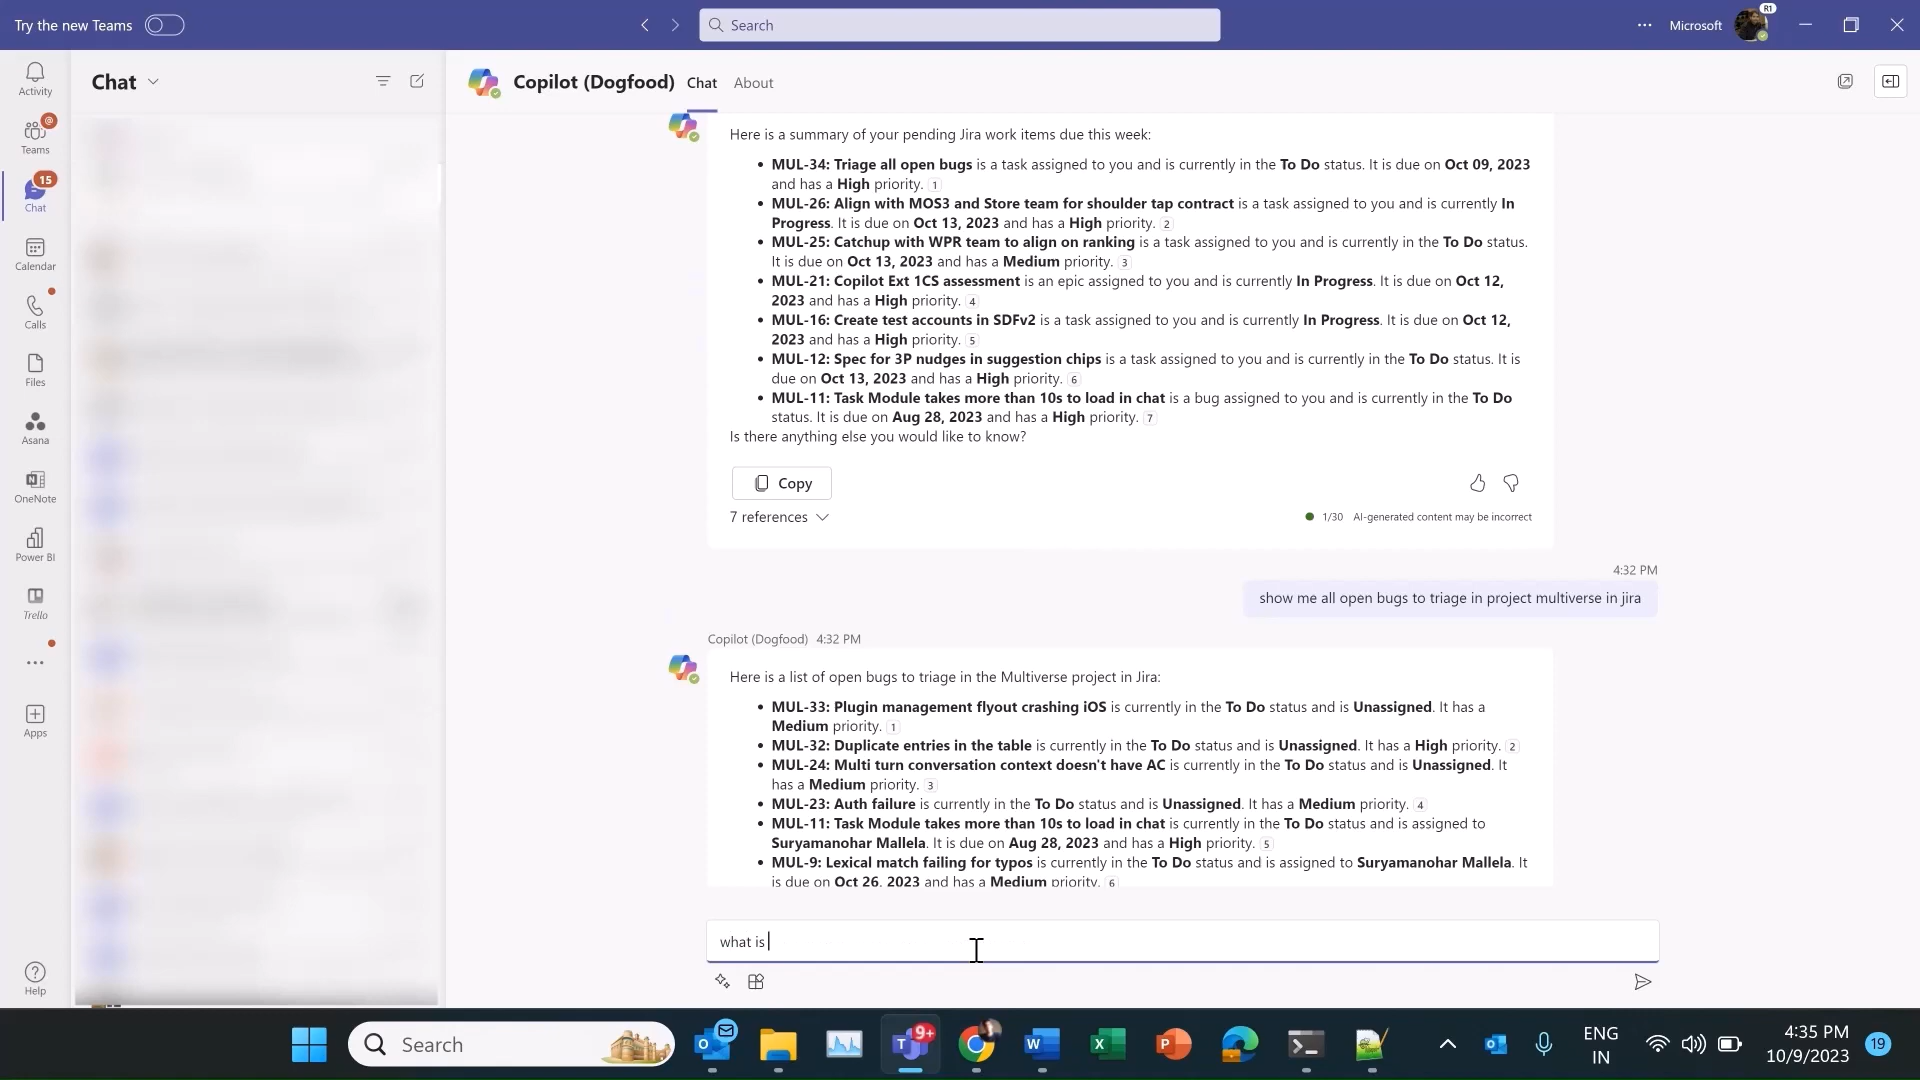 Try the new Teams
Search
R1
Microsoft
Activity
Teams
@
Chat
15
Calendar
Calls
Files
Asana
OneNote
Power BI
Trello
Apps
Help
Chat
Copilot (Dogfood)
Chat
About
Here is a summary of your pending Jira work items due this week:
• MUL-34: Triage all open bugs is a task assigned to you and is currently in the To Do status. It is due on Oct 09, 2023
and has a High priority. 1
• MUL-26: Align with MOS3 and Store team for shoulder tap contract is a task assigned to you and is currently In
Progress. It is due on Oct 13, 2023 and has a High priority. 2
• MUL-25: Catchup with WPR team to align on ranking is a task assigned to you and is currently in the To Do status.
It is due on Oct 13, 2023 and has a Medium priority. 3
• MUL-21: Copilot Ext 1CS assessment is an epic assigned to you and is currently In Progress. It is due on Oct 12,
2023 and has a High priority. 4
• MUL-16: Create test accounts in SDFv2 is a task assigned to you and is currently In Progress. It is due on Oct 12,
2023 and has a High priority. 5
• MUL-12: Spec for 3P nudges in suggestion chips is a task assigned to you and is currently in the To Do status. It is
due on Oct 13, 2023 and has a High priority. 6
• MUL-11: Task Module takes more than 10s to load in chat is a bug assigned to you and is currently in the To Do
status. It is due on Aug 28, 2023 and has a High priority. 7
Is there anything else you would like to know?
Copy
7 references
1/30 AI-generated content may be incorrect
4:32 PM
show me all open bugs to triage in project multiverse in jira
Copilot (Dogfood) 4:32 PM
Here is a list of open bugs to triage in the Multiverse project in Jira:
• MUL-33: Plugin management flyout crashing iOS is currently in the To Do status and is Unassigned. It has a
Medium priority. 1
• MUL-32: Duplicate entries in the table is currently in the To Do status and is Unassigned. It has a High priority. 2
• MUL-24: Multi turn conversation context doesn't have AC is currently in the To Do status and is Unassigned. It
has a Medium priority. 3
• MUL-23: Auth failure is currently in the To Do status and is Unassigned. It has a Medium priority. 4
• MUL-11: Task Module takes more than 10s to load in chat is currently in the To Do status and is assigned to
Suryamanohar Mallela. It is due on Aug 28, 2023 and has a High priority. 5
• MUL-9: Lexical match failing for typos is currently in the To Do status and is assigned to Suryamanohar Mallela. It
is due on Oct 26, 2023 and has a Medium priority. 6
what is
Search
9+
ENG
IN
4:35 PM
10/9/2023
19